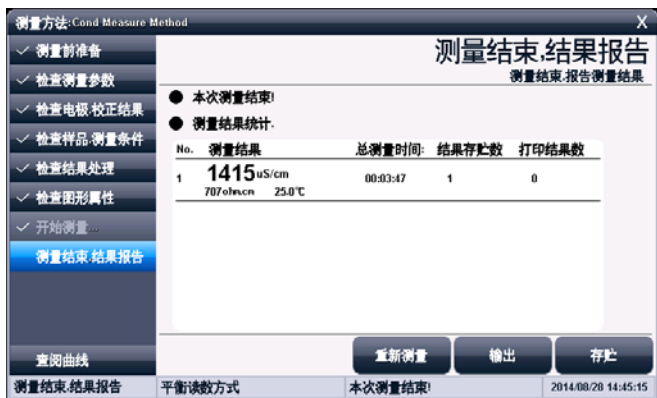 测量方法:Cond Measure Method X
测量结束,结果报告
测量结束.报告测量结果
✓ 测量前准备
✓ 检查测量参数
✓ 检查电极.校正结果
✓ 检查样品.测量条件
✓ 检查结果处理
✓ 检查图形属性
✓ 开始测量...
测量结束.结果报告
查阅曲线
● 本次测量结束!
● 测量结果统计.
No. 测量结果 总测量时间: 结果存贮数 打印结果数
1 1415uS/cm 00:03:47 1 0
707ohm.cn 25.0℃
重新测量 输出 存贮
测量结束.结果报告 平衡读数方式 本次测量结束! 2014/08/28 14:45:15